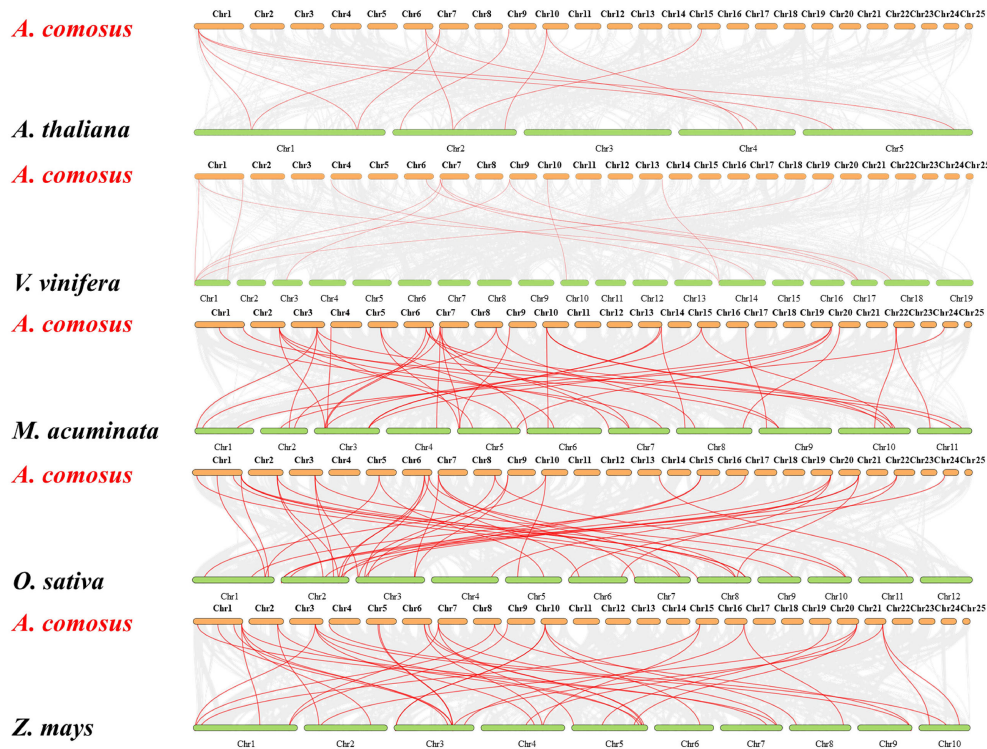 Chr1 Chr2 Chr3 Chr4 Chr5 Chr6 Chr7 Chr8 Chr9 Chr10 Chr11 Chr12 Chr13 Chr14 Chr15 Chr16 Chr17 Chr18 Chr19 Chr20 Chr21 Chr22 Chr23 Chr24 Chr25
A. comosus
A. thaliana
Chr1 Chr2 Chr3 Chr4 Chr5
Chr1 Chr2 Chr3 Chr4 Chr5 Chr6 Chr7 Chr8 Chr9 Chr10 Chr11 Chr12 Chr13 Chr14 Chr15 Chr16 Chr17 Chr18 Chr19 Chr20 Chr21 Chr22 Chr23 Chr24 Chr25
A. comosus
V. vinifera
Chr1 Chr2 Chr3 Chr4 Chr5 Chr6 Chr7 Chr8 Chr9 Chr10 Chr11 Chr12 Chr13 Chr14 Chr15 Chr16 Chr17 Chr18 Chr19
Chr1 Chr2 Chr3 Chr4 Chr5 Chr6 Chr7 Chr8 Chr9 Chr10 Chr11 Chr12 Chr13 Chr14 Chr15 Chr16 Chr17 Chr18 Chr19 Chr20 Chr21 Chr22 Chr23 Chr24 Chr25
A. comosus
M. acuminata
Chr1 Chr2 Chr3 Chr4 Chr5 Chr6 Chr7 Chr8 Chr9 Chr10 Chr11
Chr1 Chr2 Chr3 Chr4 Chr5 Chr6 Chr7 Chr8 Chr9 Chr10 Chr11 Chr12 Chr13 Chr14 Chr15 Chr16 Chr17 Chr18 Chr19 Chr20 Chr21 Chr22 Chr23 Chr24 Chr25
A. comosus
O. sativa
Chr1 Chr2 Chr3 Chr4 Chr5 Chr6 Chr7 Chr8 Chr9 Chr10 Chr11 Chr12
Chr1 Chr2 Chr3 Chr4 Chr5 Chr6 Chr7 Chr8 Chr9 Chr10 Chr11 Chr12 Chr13 Chr14 Chr15 Chr16 Chr17 Chr18 Chr19 Chr20 Chr21 Chr22 Chr23 Chr24 Chr25
A. comosus
Z. mays
Chr1 Chr2 Chr3 Chr4 Chr5 Chr6 Chr7 Chr8 Chr9 Chr10